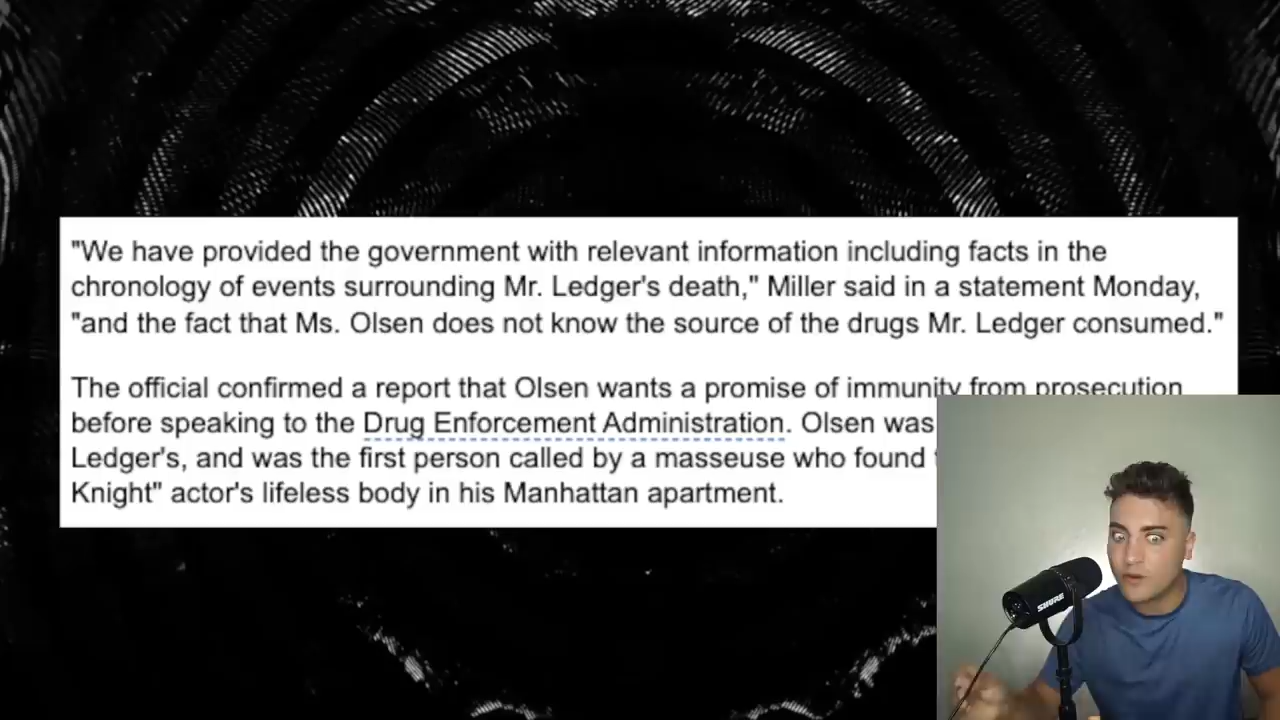 "We have provided the government with relevant information including facts in the
chronology of events surrounding Mr. Ledger's death," Miller said in a statement Monday,
"and the fact that Ms. Olsen does not know the source of the drugs Mr. Ledger consumed."
The official confirmed a report that Olsen wants a promise of immunity from prosecution
before speaking to the Drug Enforcement Administration. Olsen was
Ledger's, and was the first person called by a masseuse who found
Knight" actor's lifeless body in his Manhattan apartment.
SHURE